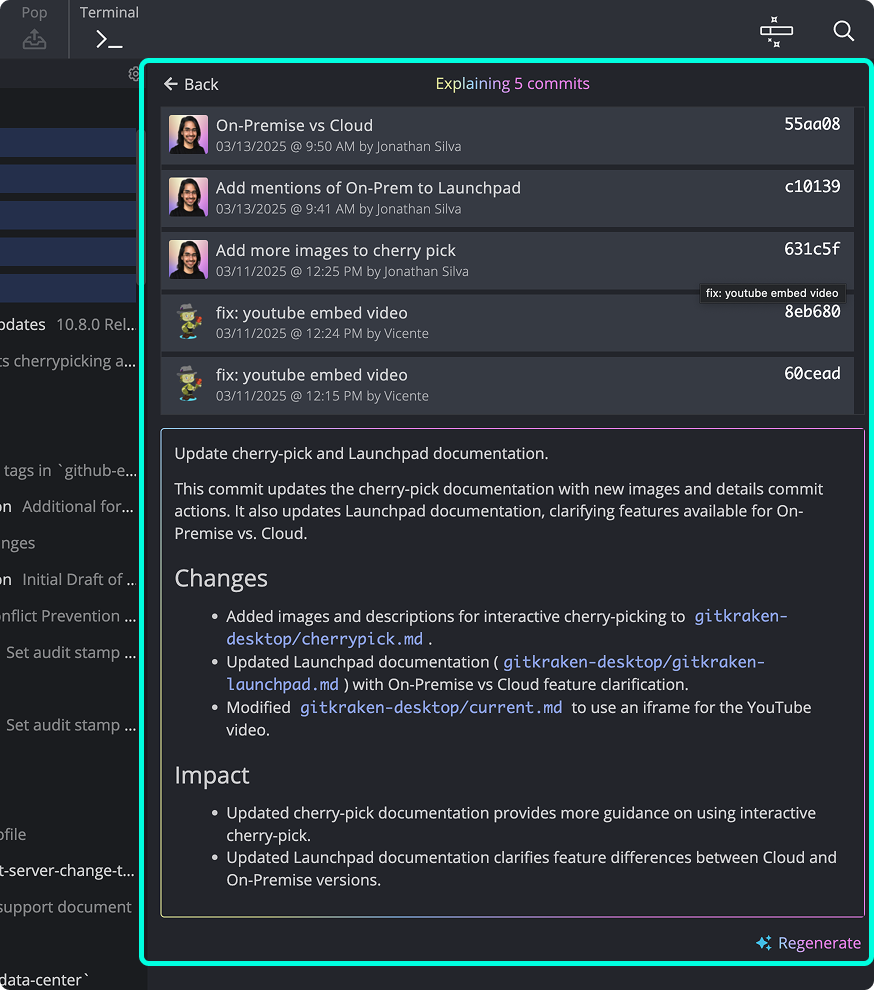 Pop
Terminal
Back
Explaining 5 commits
On-Premise vs Cloud
55aa08
03/13/2025 @ 9:50 AM by Jonathan Silva
Add mentions of On-Prem to Launchpad
c10139
03/13/2025 @ 9:41 AM by Jonathan Silva
Add more images to cherry pick
631c5f
03/11/2025 @ 12:25 PM by Jonathan Silva
fix: youtube embed video
fix: youtube embed video
8eb680
03/11/2025 @ 12:24 PM by Vicente
fix: youtube embed video
60cead
03/11/2025 @ 12:15 PM by Vicente
Update cherry-pick and Launchpad documentation.
This commit updates the cherry-pick documentation with new images and details commit
actions. It also updates Launchpad documentation, clarifying features available for On-
Premise vs. Cloud.
Changes
• Added images and descriptions for interactive cherry-picking to gitkraken-
desktop/cherrypick.md .
• Updated Launchpad documentation ( gitkraken-desktop/gitkraken-
launchpad.md ) with On-Premise vs Cloud feature clarification.
• Modified gitkraken-desktop/current.md to use an iframe for the YouTube
video.
Impact
• Updated cherry-pick documentation provides more guidance on using interactive
cherry-pick.
• Updated Launchpad documentation clarifies feature differences between Cloud and
On-Premise versions.
Regenerate
pdates 10.8.0 Rel...
ts cherrypicking a...
tags in `github-e...
on Additional for...
nges
on Initial Draft of ...
onflict Prevention ...
Set audit stamp ...
Set audit stamp ...
ofile
t-server-change-t...
support document
data-center`